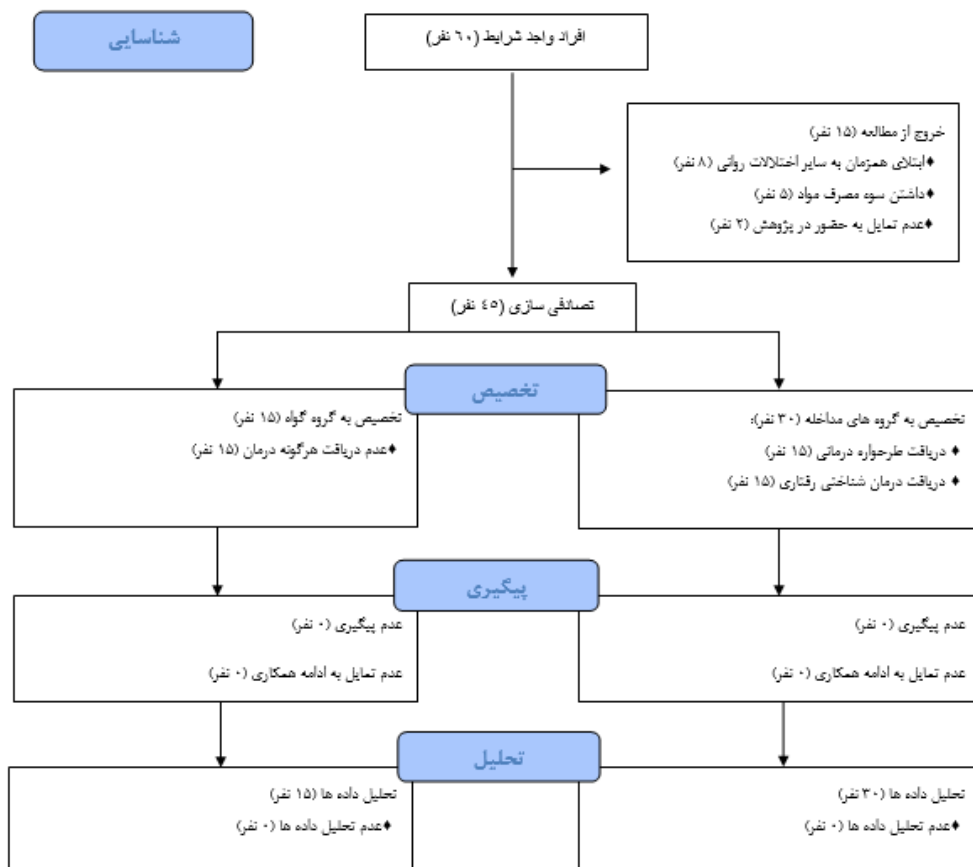 شناسایی
افراد واجد شرایط (٦٠ نفر)
خروج از مطالعه (۱۵ نفر)
♦ابتلای همزمان به سایر اختلالات روانی (۸ نفر)
♦داشتن سوء مصرف مواد (۵ نفر)
♦عدم تمایل به حضور در پژوهش (۲ نفر)
تصادفی سازی (٤٥ نفر)
تخصیص
تخصیص به گروه های مداخله (۳۰ نفر):
♦ دریافت طرحواره درمانی (۱۵ نفر)
♦ دریافت درمان شناختی رفتاری (۱۵ نفر)
تخصیص به گروه گواه (۱۵ نفر)
♦عدم دریافت هرگونه درمان (۱۵ نفر)
پیگیری
عدم پیگیری (۰ نفر)
عدم تمایل به ادامه همکاری (۰ نفر)
عدم پیگیری (۰ نفر)
عدم تمایل به ادامه همکاری (۰ نفر)
تحلیل
تحلیل داده ها (۳۰ نفر)
♦عدم تحلیل داده ها (۰ نفر)
تحلیل داده ها (۱۵ نفر)
♦عدم تحلیل داده ها (۰ نفر)